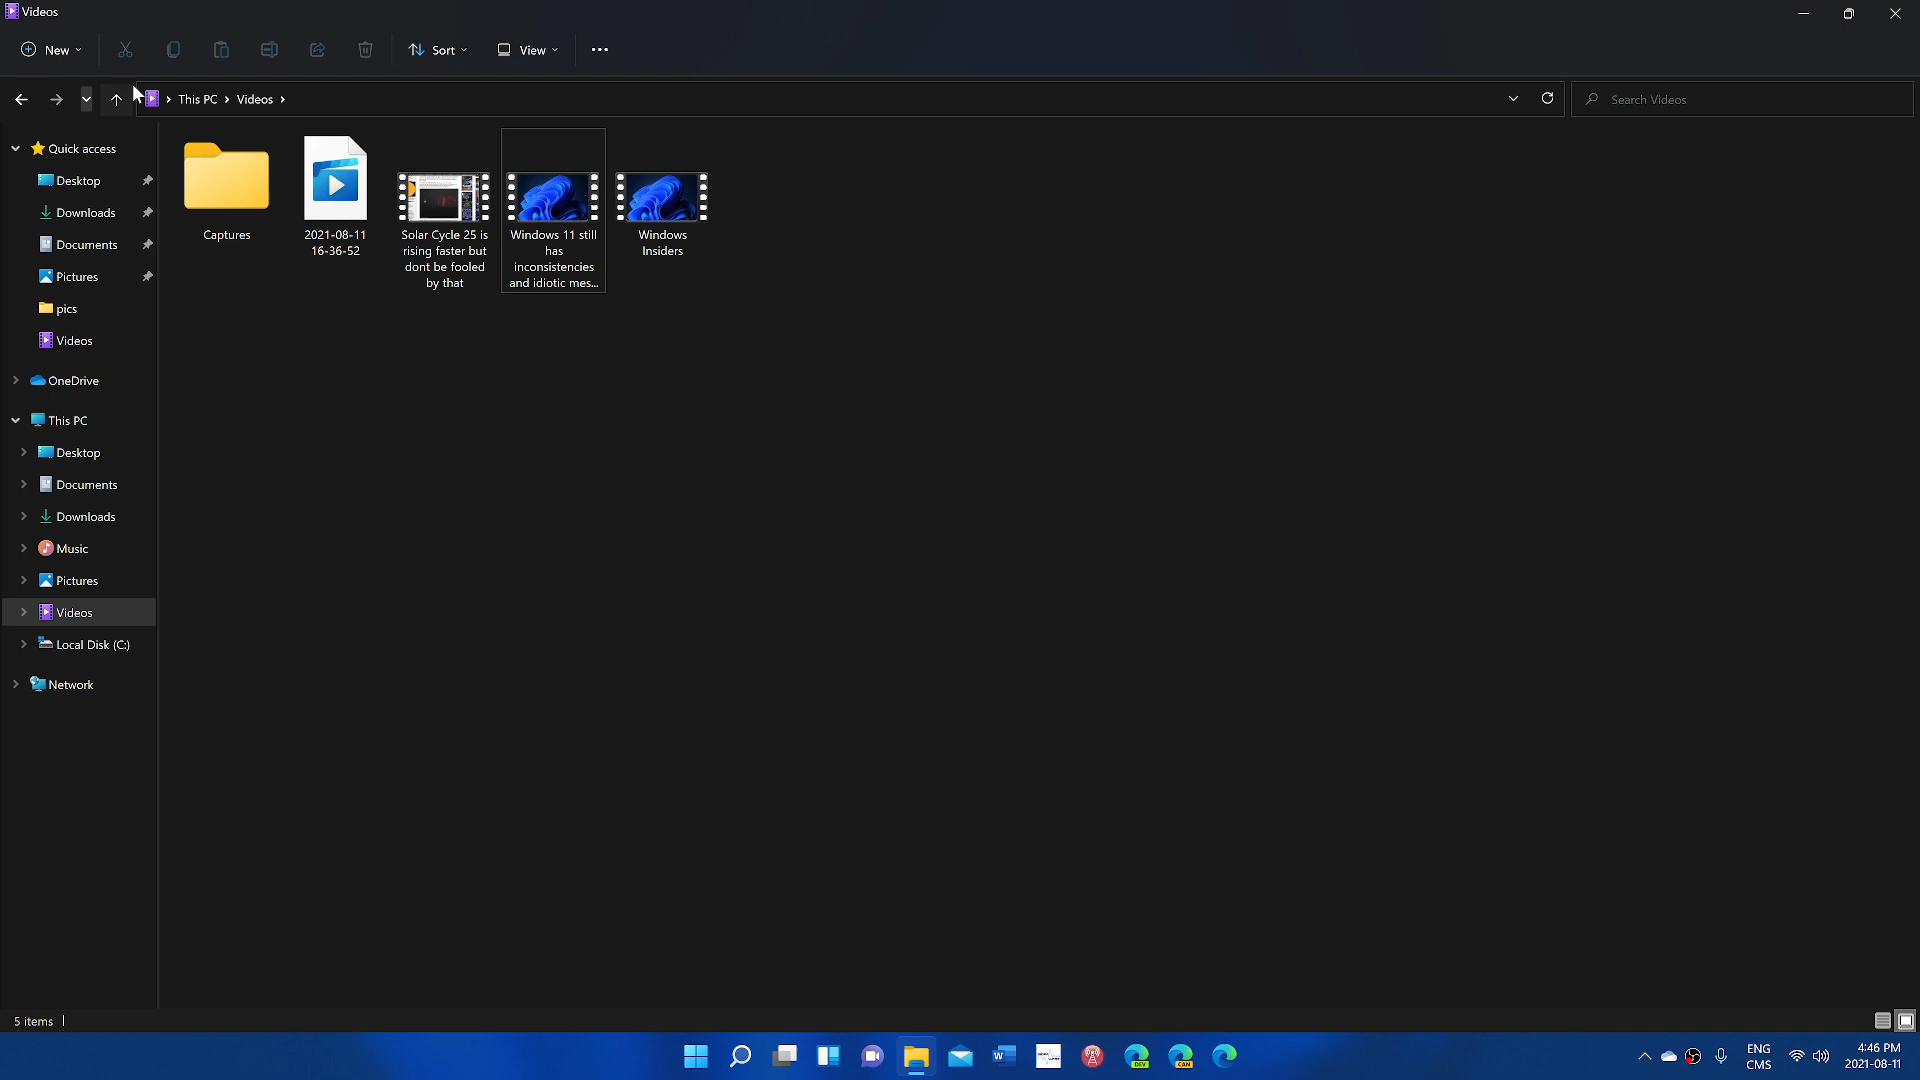 Videos
New
Sort
View
This PC
Videos
Search Videos
Quick access
Desktop
Downloads
Documents
Pictures
pics
Videos
OneDrive
This PC
Desktop
Documents
Downloads
Music
Pictures
Videos
Local Disk (C:)
Network
Captures
2021-08-11
16-36-52
Solar Cycle 25 is
rising faster but
dont be fooled
by that
Windows 11 still
has
inconsistencies
and idiotic mes...
Windows
Insiders
5 items
DEV
CAN
ENG
CMS
4:46 PM
2021-08-11